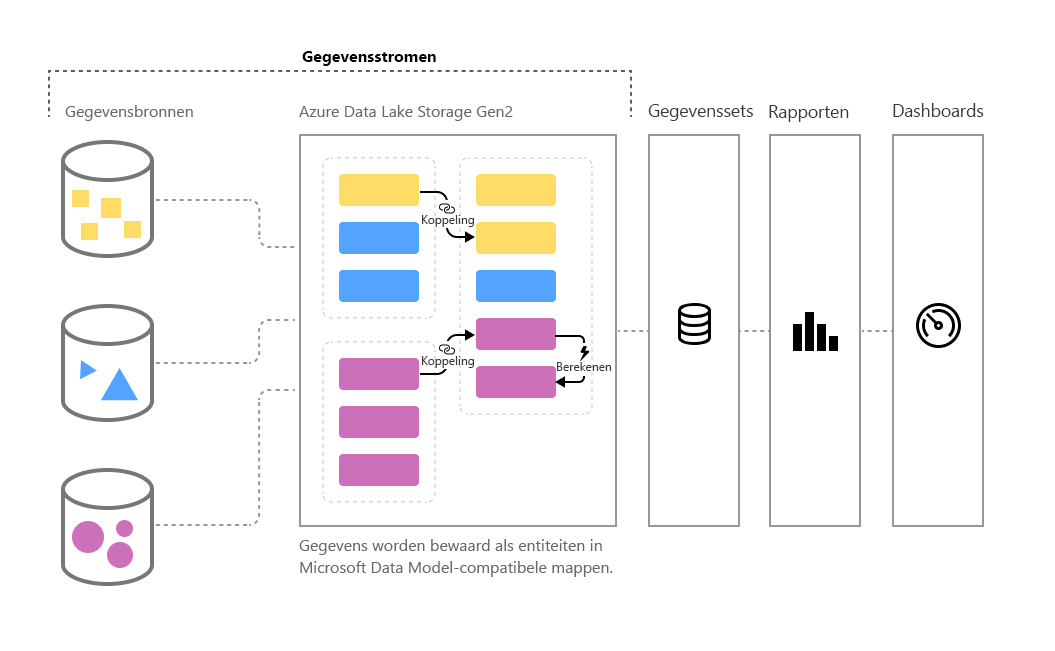 Gegevensstromen
Gegevensbronnen
Azure Data Lake Storage Gen2
Gegevenssets
Rapporten
Dashboards
Koppeling
Koppeling
Berekenen
Gegevens worden bewaard als entiteiten in
Microsoft Data Model-compatibele mappen.